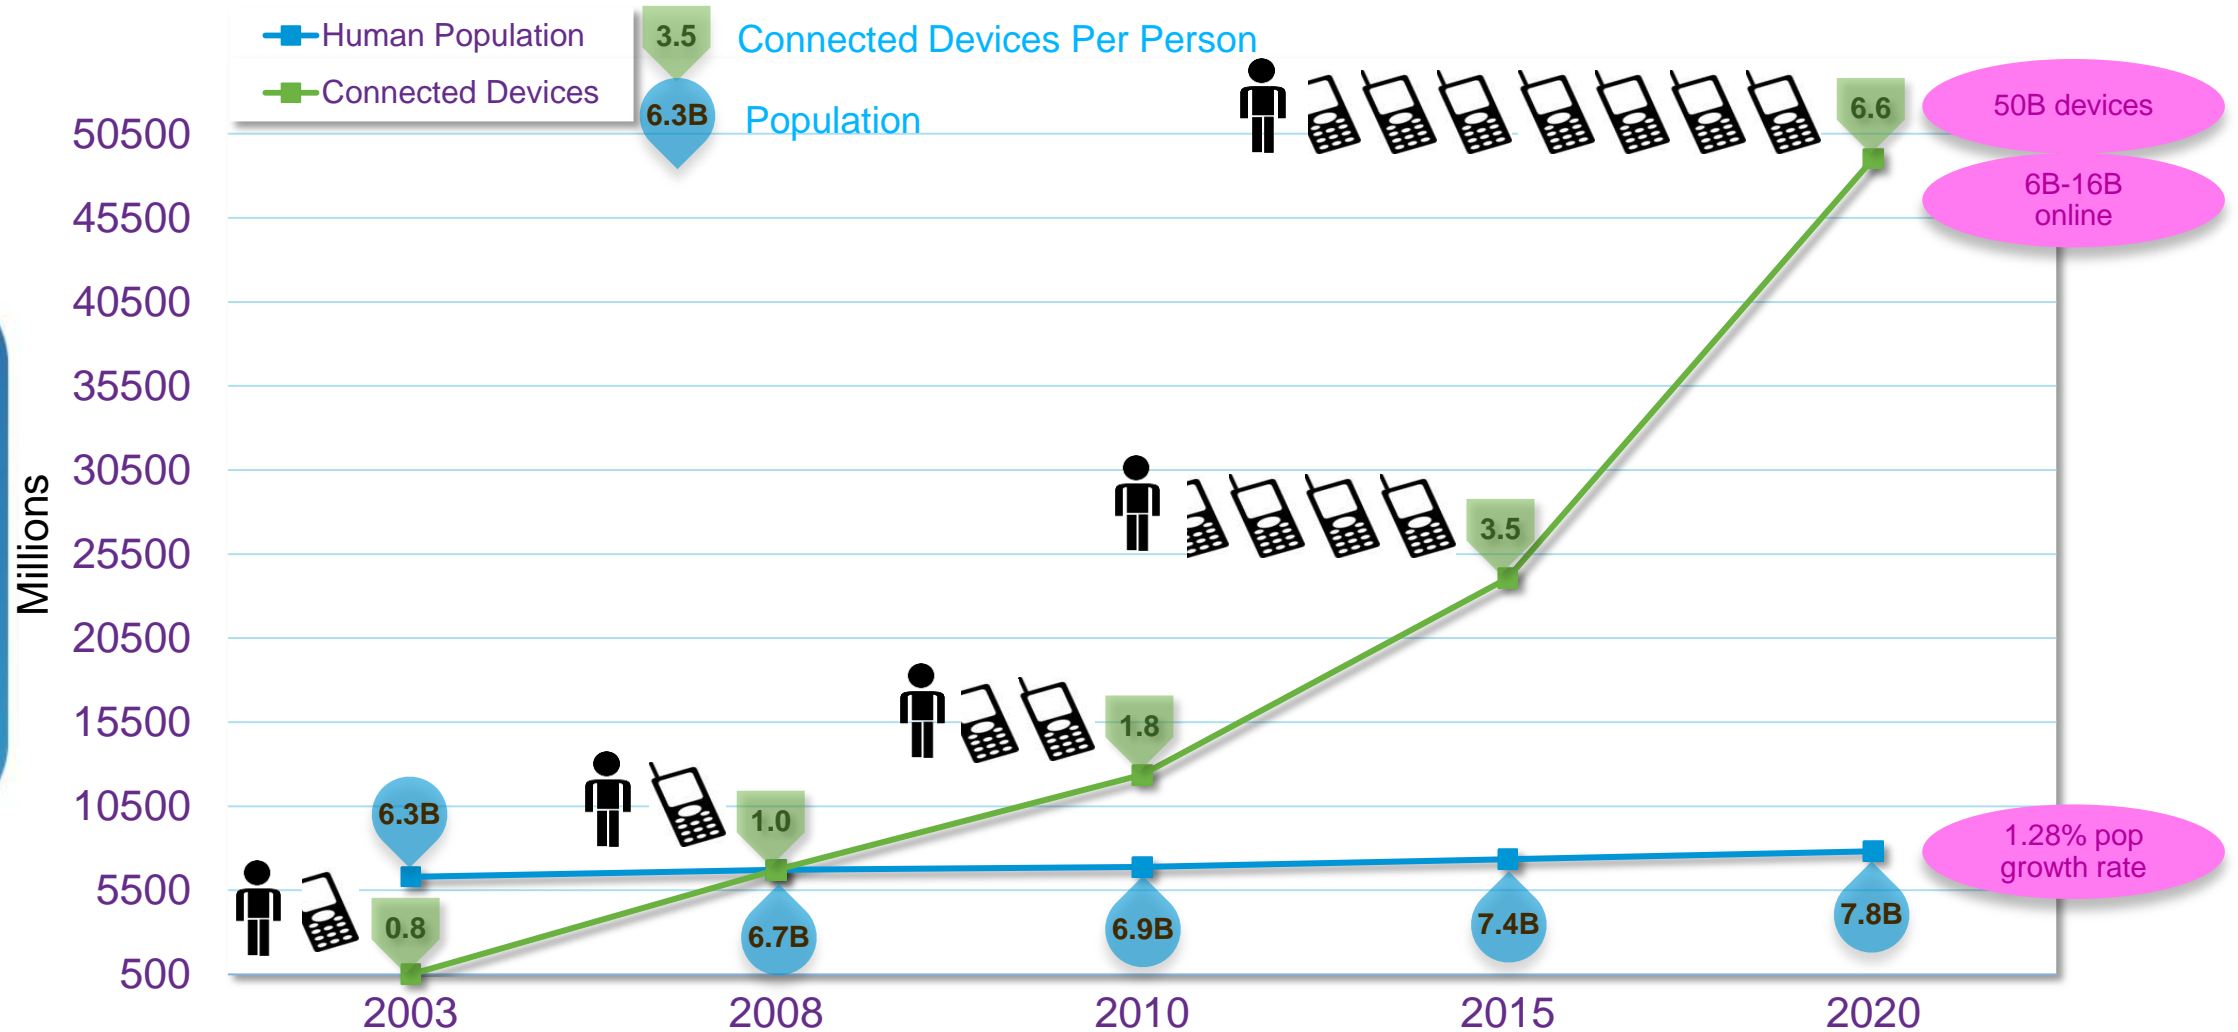 Human Population
Connected Devices
3.5
Connected Devices Per Person
6.3B
Population
50500
45500
40500
35500
30500
25500
20500
15500
10500
5500
500
Millions
6.6
50B devices
6B-16B
online
3.5
1.8
1.0
6.3B
0.8
6.7B
6.9B
7.4B
7.8B
1.28% pop
growth rate
2003
2008
2010
2015
2020